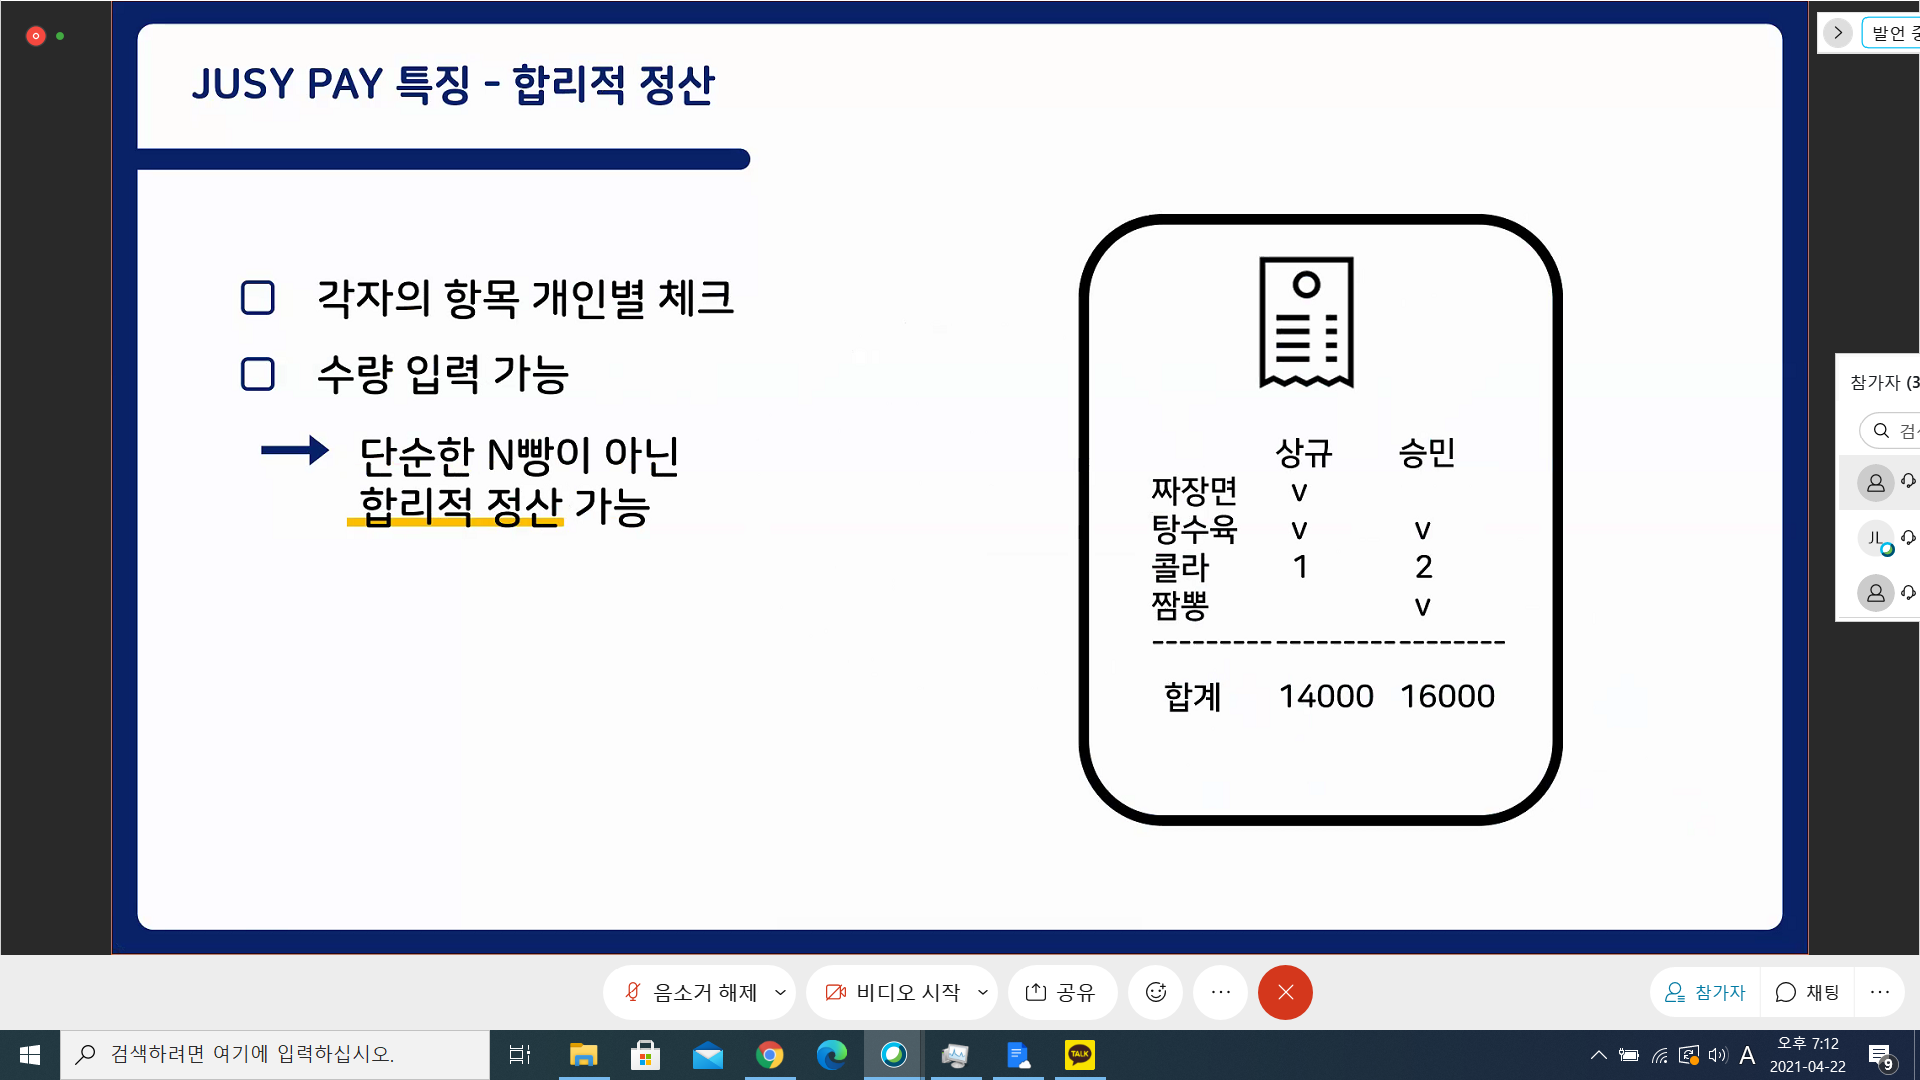 JUSY PAY 특징 - 합리적 정산
각자의 항목 개인별 체크
수량 입력 가능
단순한 N빵이 아닌
합리적 정산 가능
상규 승민
짜장면 v
탕수육 v v
콜라 1 2
짬뽕 v
--------------------------
합계 14000 16000
발언 중
참가자 (3
검색
JL
음소거 해제
비디오 시작
공유
참가자
채팅
검색하려면 여기에 입력하십시오.
TALK
A
오후 7:12
2021-04-22
9